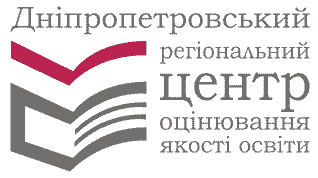 Дніпропетровський
регіональний
центр
оцінювання
якості освіти